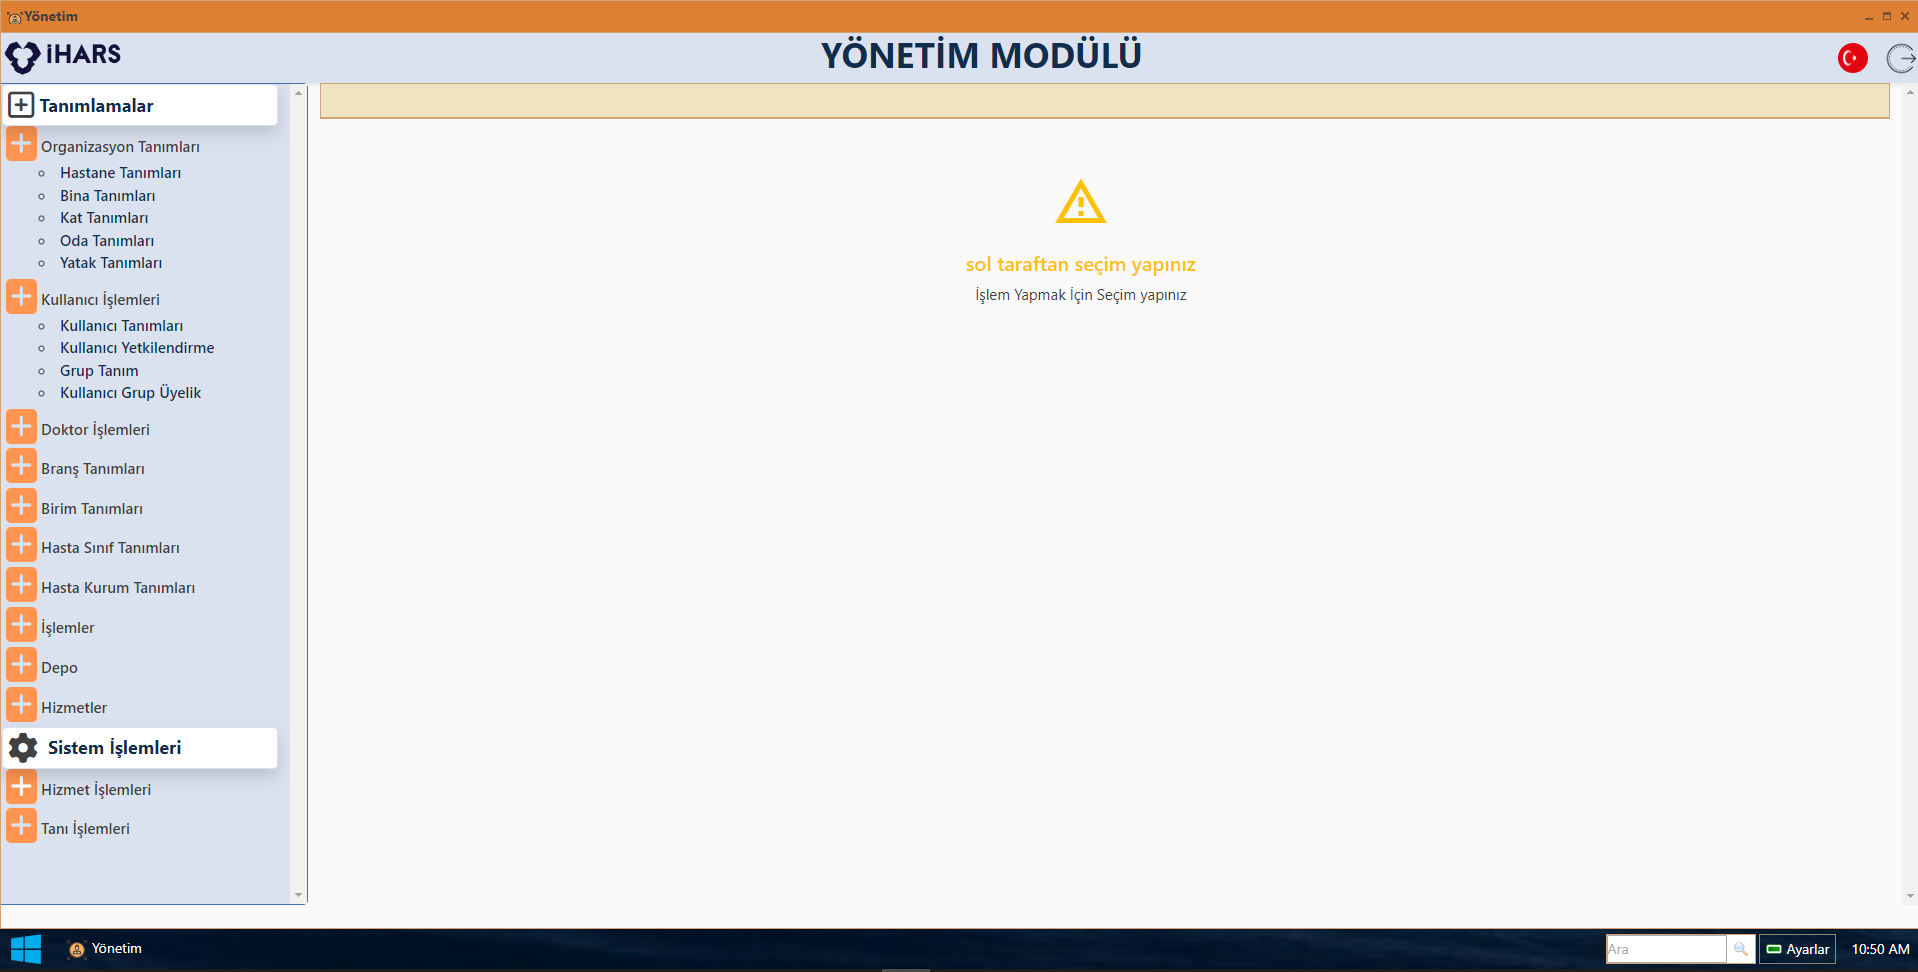 Yönetim
iHARS
YÖNETİM MODÜLÜ
Tanımlamalar
Organizasyon Tanımları
Hastane Tanımları
Bina Tanımları
Kat Tanımları
Oda Tanımları
Yatak Tanımları
Kullanıcı İşlemleri
Kullanıcı Tanımları
Kullanıcı Yetkilendirme
Grup Tanım
Kullanıcı Grup Üyelik
Doktor İşlemleri
Branş Tanımları
Birim Tanımları
Hasta Sınıf Tanımları
Hasta Kurum Tanımları
İşlemler
Depo
Hizmetler
Sistem İşlemleri
Hizmet İşlemleri
Tanı İşlemleri
sol taraftan seçim yapınız
İşlem Yapmak İçin Seçim yapınız
Yönetim
Ara
Ayarlar
10:50 AM